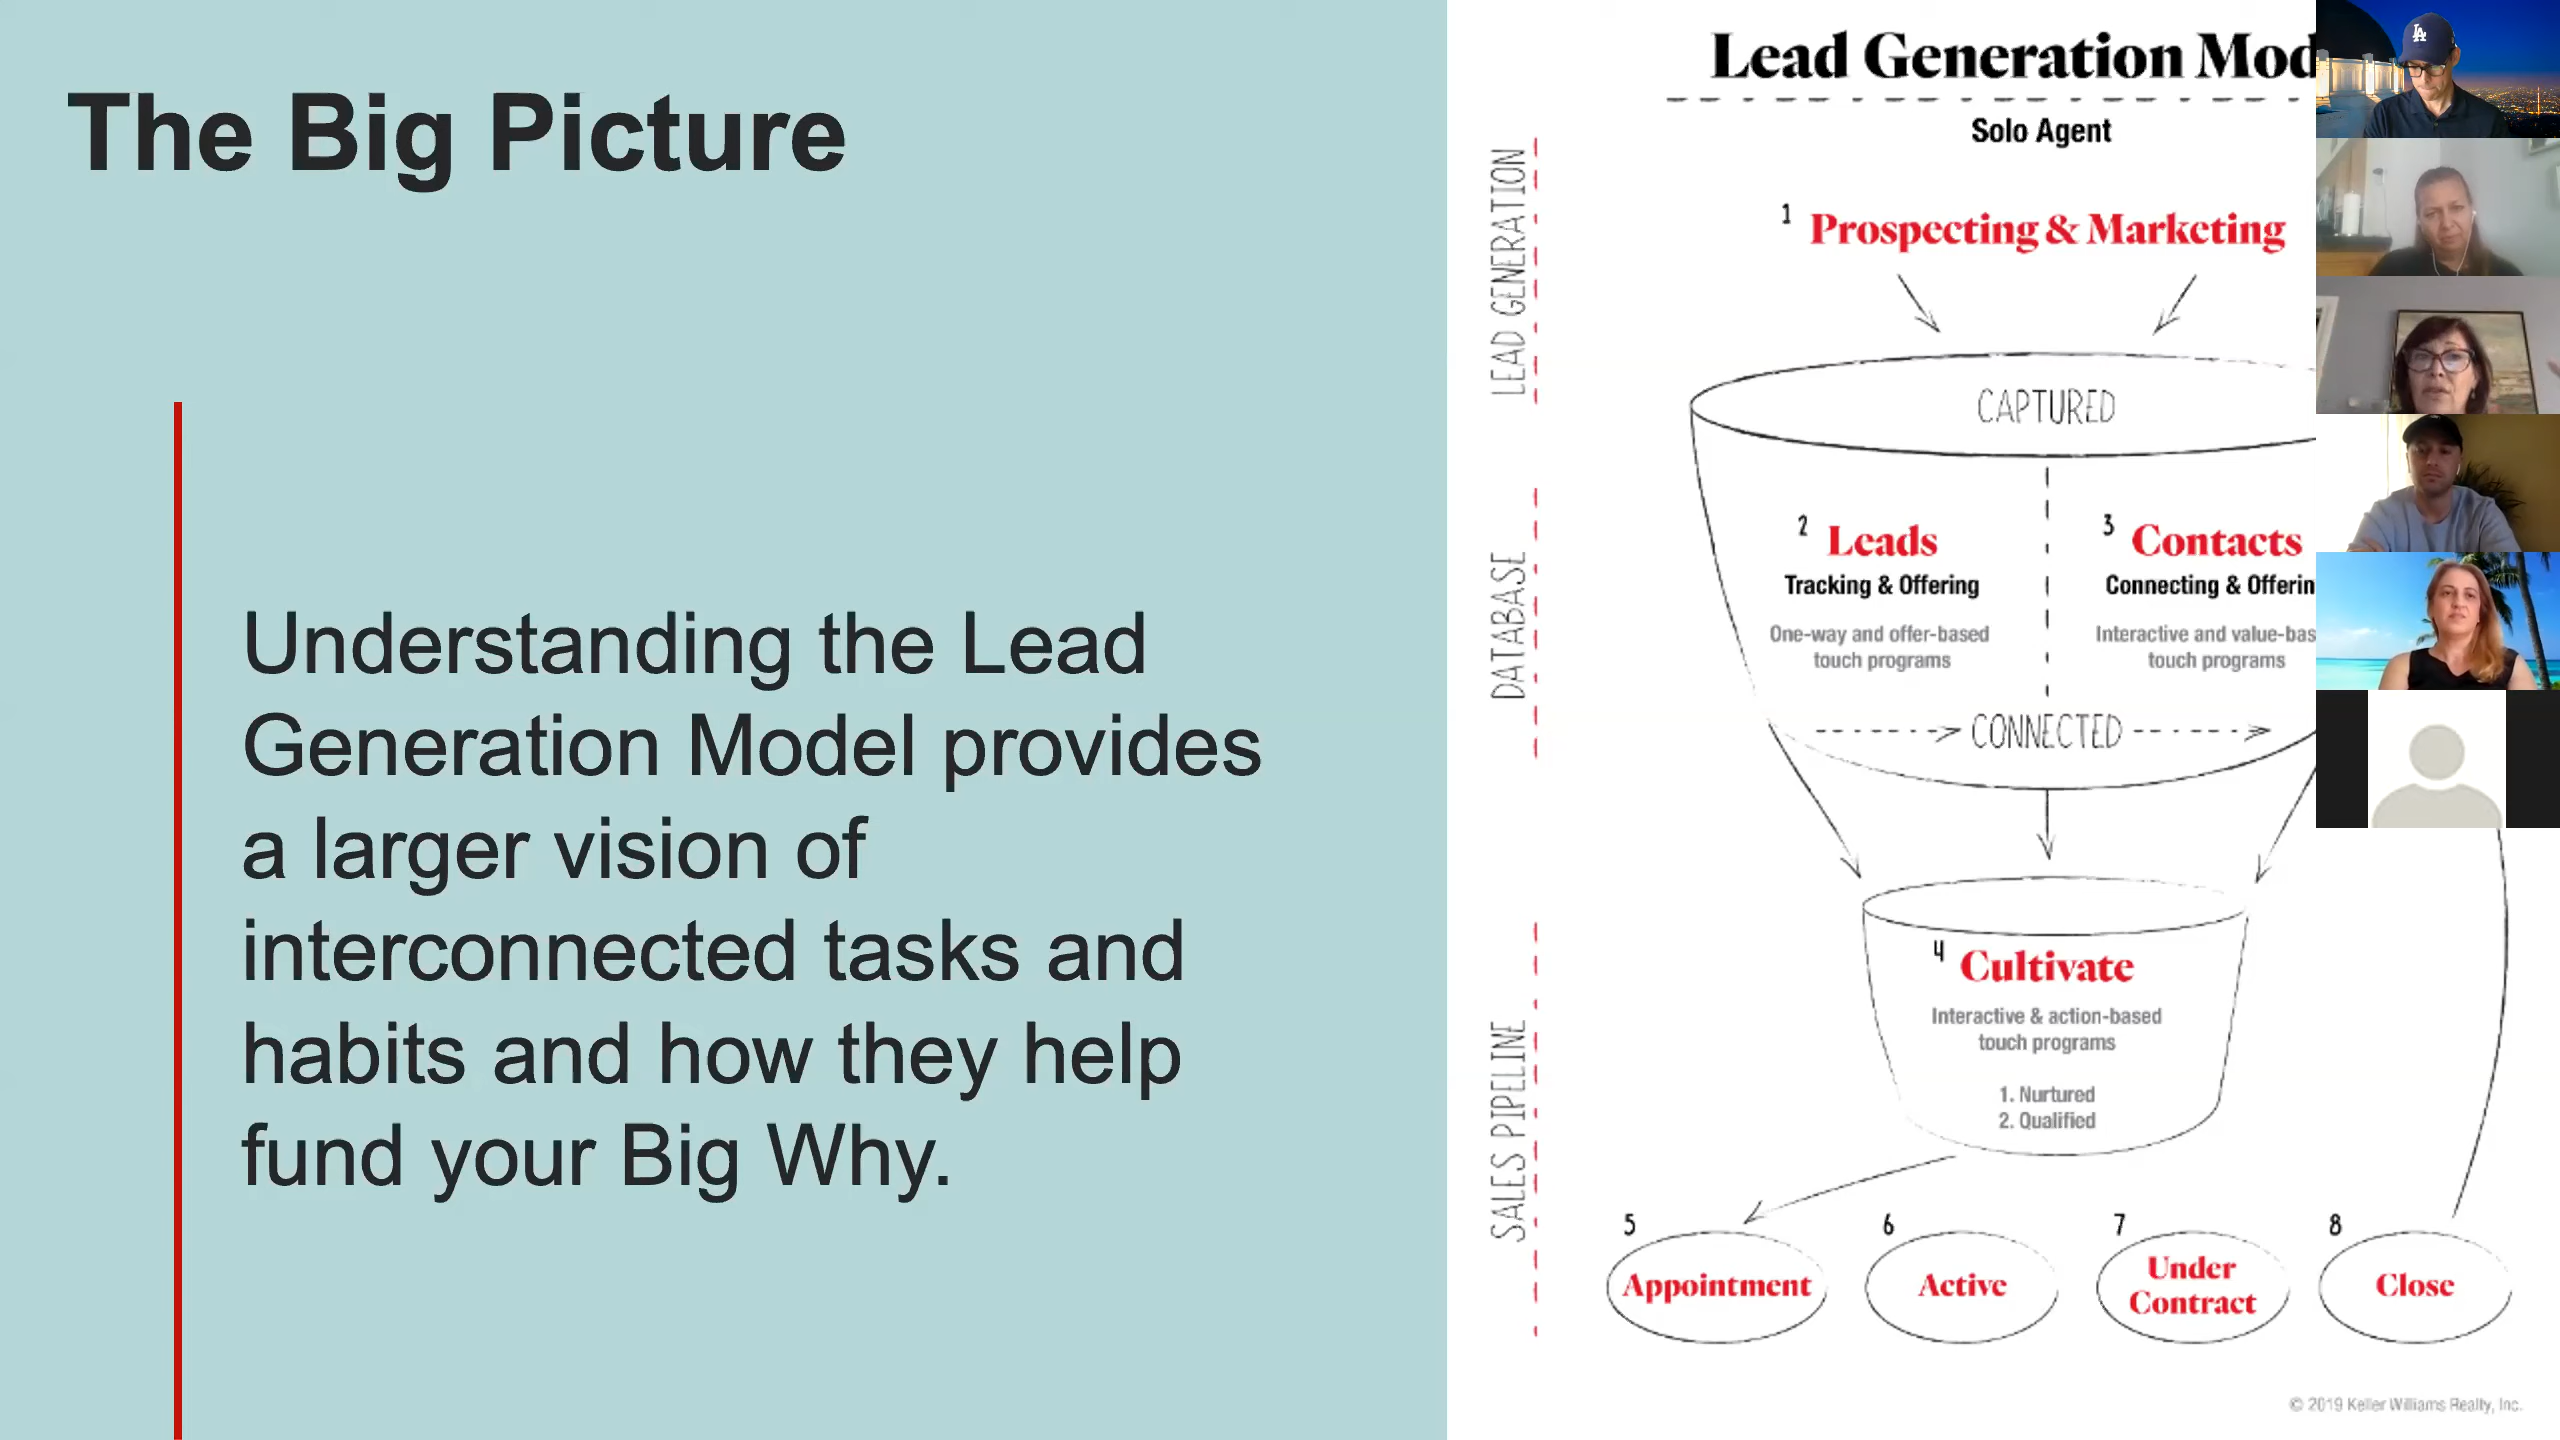 The Big Picture
Understanding the Lead
Generation Model provides
a larger vision of
interconnected tasks and
habits and how they help
fund your Big Why.
Lead Generation Mod
Solo Agent
LEAD GENERATION
1 Prospecting & Marketing
CAPTURED
DATABASE
2 Leads
Tracking & Offering
One-way and offer-based
touch programs
3 Contacts
Connecting & Offerin
Interactive and value-bas
touch programs
CONNECTED
SALES PIPELINE
4 Cultivate
Interactive & action-based
touch programs
1. Nurtured
2. Qualified
5 Appointment
6 Active
7 Under
Contract
8 Close
© 2019 Keller Williams Realty, Inc.
LA